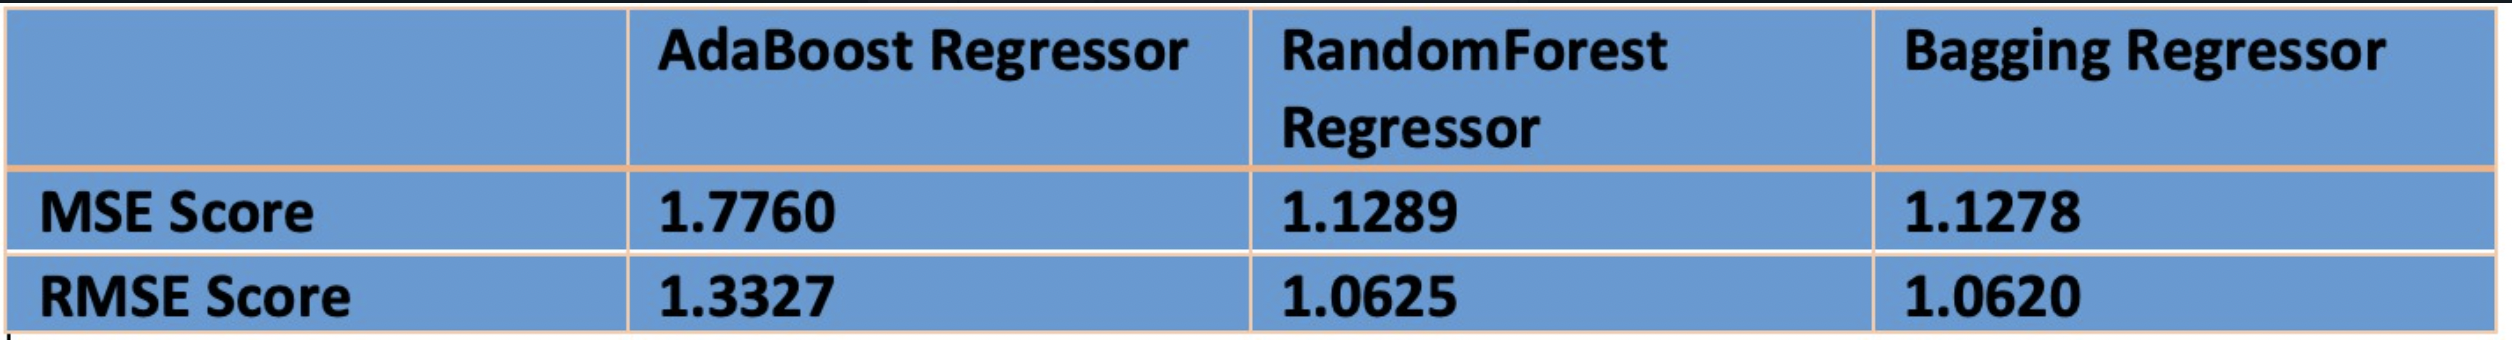 AdaBoost Regressor RandomForest Bagging Regressor
Regressor
MSE Score 1.7760 1.1289 1.1278
RMSE Score 1.3327 1.0625 1.0620